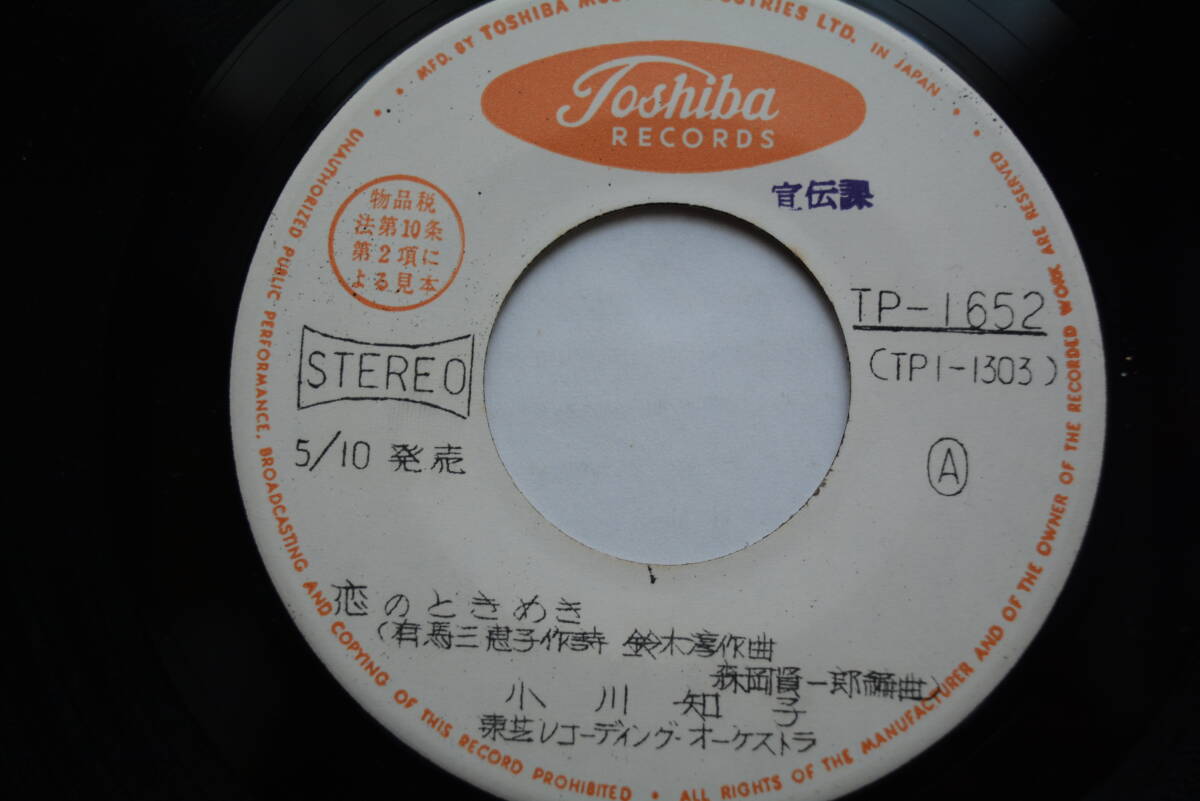 MFD. BY TOSHIBA MUS USTRIES LTD. IN JAPAN
Toshiba
RECORDS
宣伝課
物品税
法第10条
第2項に
よる見本
TP-1652
(TP1-1303)
STEREO
5/10 発売
A
恋のときめき
(有馬三恵子作詩 鈴木淳作曲
森岡賢一郎編曲)
小川知子
東芝レコーディング・オーケストラ
UNAUTHORIZED PUBLIC PERFORMANCE, BROADCASTING AND COPYING OF THIS RECORD PROHIBITED • ALL RIGHTS OF THE MANUFACTURER AND OF THE OWNER OF THE RECORDED WORK ARE RESERVED